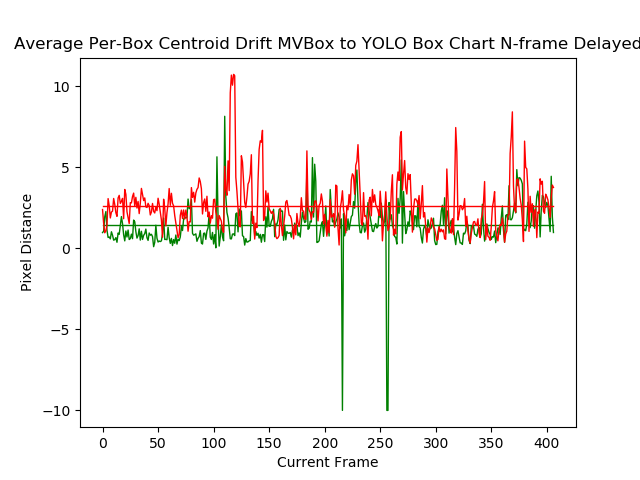 Average Per-Box Centroid Drift MVBox to YOLO Box Chart N-frame Delayed
10
5
0
−5
−10
Pixel Distance
0 50 100 150 200 250 300 350 400
Current Frame